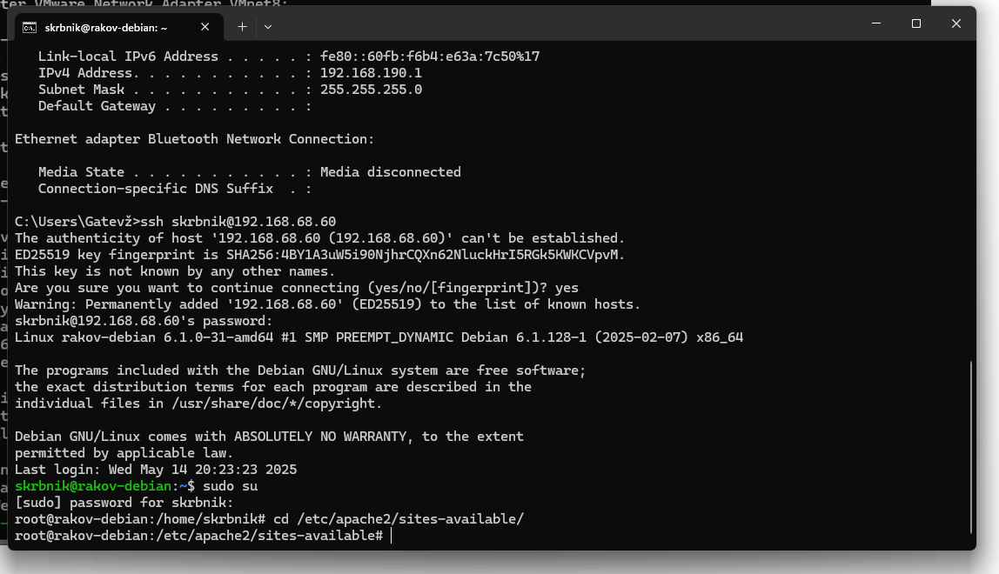 ter VMware Network Adapter VMnet8:
skrbnik@rakov-debian: ~
Link-local IPv6 Address . . . . . : fe80::60fb:f6b4:e63a:7c50%17
IPv4 Address. . . . . . . . . . . : 192.168.190.1
Subnet Mask . . . . . . . . . . . : 255.255.255.0
Default Gateway . . . . . . . . . :
Ethernet adapter Bluetooth Network Connection:
Media State . . . . . . . . . . . : Media disconnected
Connection-specific DNS Suffix  . :
C:\Users\Gatevž>ssh skrbnik@192.168.68.60
The authenticity of host '192.168.68.60 (192.168.68.60)' can't be established.
ED25519 key fingerprint is SHA256:4BY1A3uW5i90NjhrCQXn62NluckHrI5RGk5KWKCVpvM.
This key is not known by any other names.
Are you sure you want to continue connecting (yes/no/[fingerprint])? yes
Warning: Permanently added '192.168.68.60' (ED25519) to the list of known hosts.
skrbnik@192.168.68.60's password:
Linux rakov-debian 6.1.0-31-amd64 #1 SMP PREEMPT_DYNAMIC Debian 6.1.128-1 (2025-02-07) x86_64
The programs included with the Debian GNU/Linux system are free software;
the exact distribution terms for each program are described in the
individual files in /usr/share/doc/*/copyright.
Debian GNU/Linux comes with ABSOLUTELY NO WARRANTY, to the extent
permitted by applicable law.
Last login: Wed May 14 20:23:23 2025
skrbnik@rakov-debian:~$ sudo su
[sudo] password for skrbnik:
root@rakov-debian:/home/skrbnik# cd /etc/apache2/sites-available/
root@rakov-debian:/etc/apache2/sites-available#